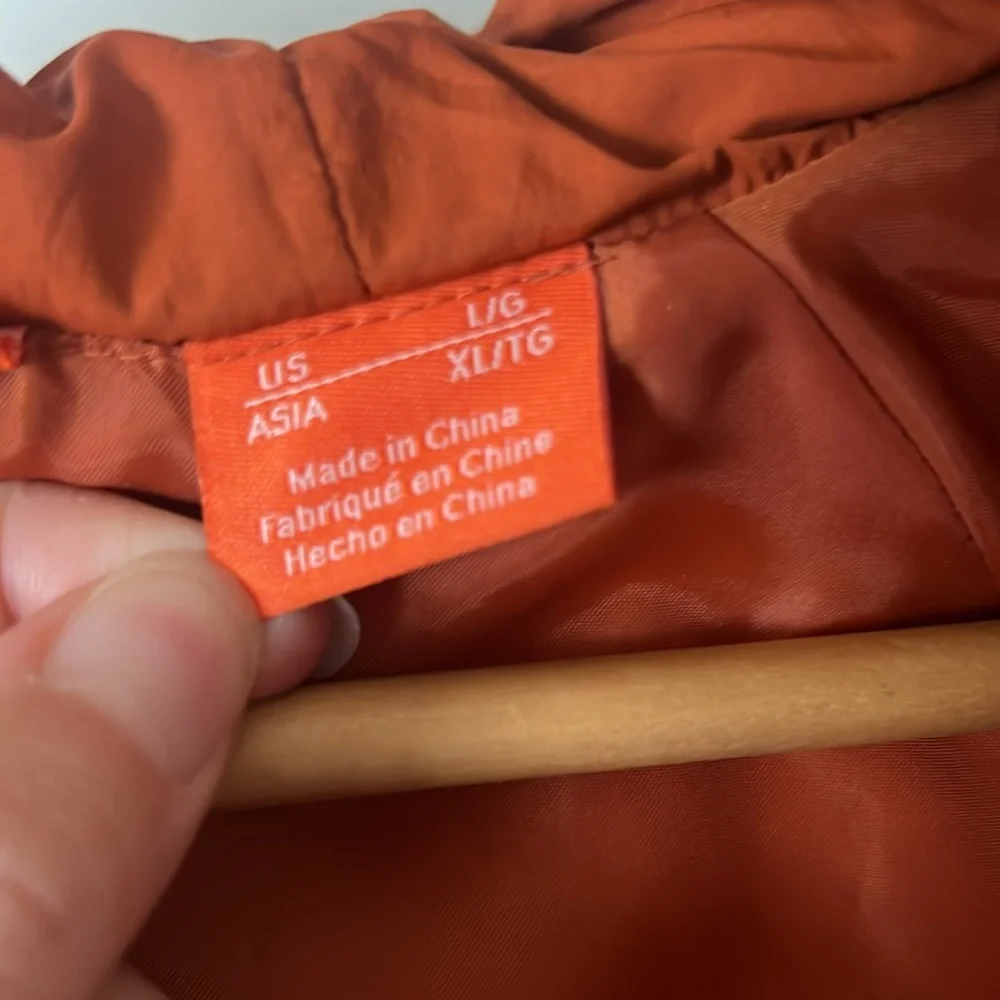 US L/G
ASIA XL/TG
Made in China
Fabriqué en Chine
Hecho en China